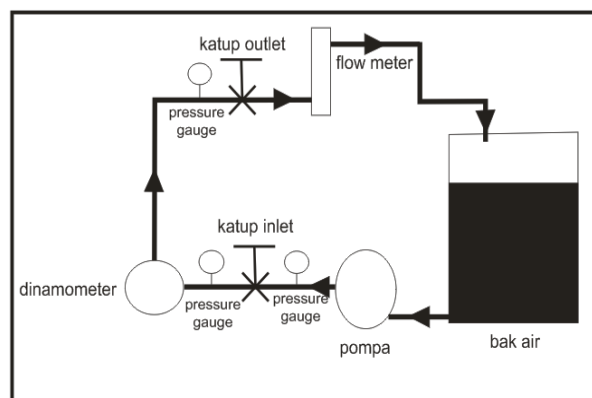 katup outlet
flow meter
pressure
gauge
katup inlet
dinamometer
pressure
gauge
pressure
gauge
pompa
bak air